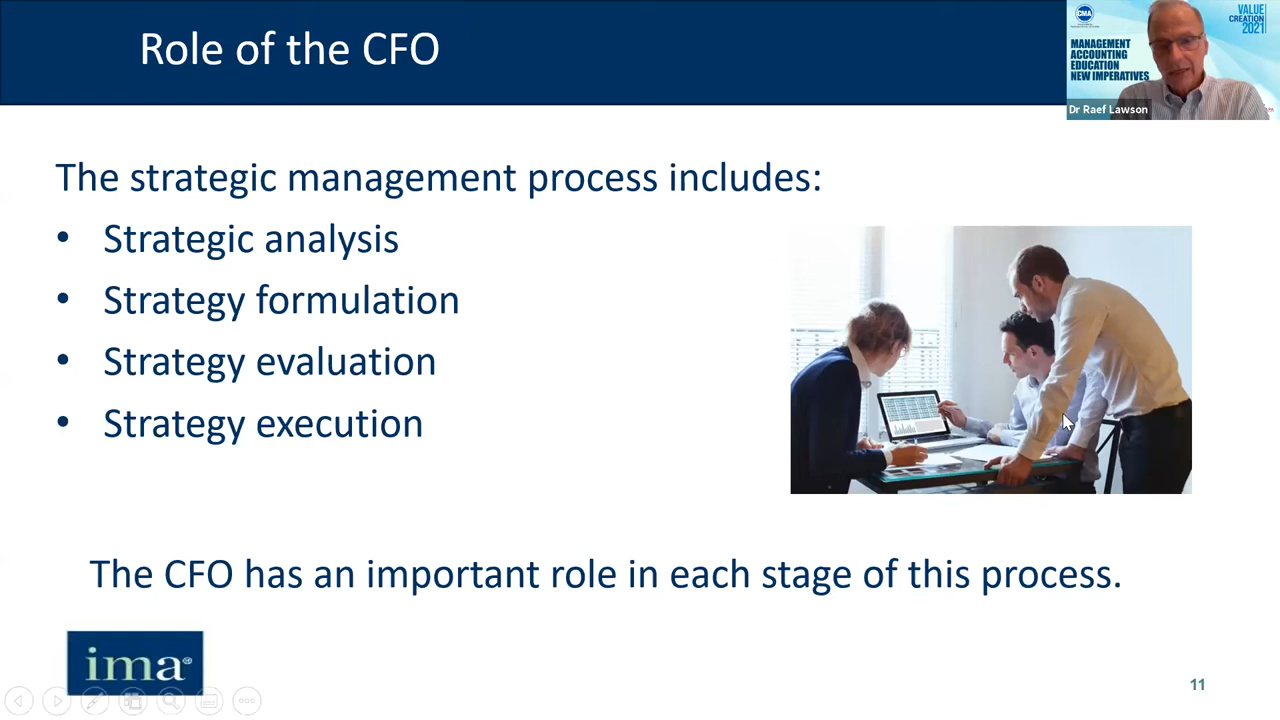 Role of the CFO
CMA
VALUE
CREATION
2021
MANAGEMENT
ACCOUNTING
EDUCATION
NEW IMPERATIVES
Dr Raef Lawson
The strategic management process includes:
• Strategic analysis
• Strategy formulation
• Strategy evaluation
• Strategy execution
The CFO has an important role in each stage of this process.
ima®
11